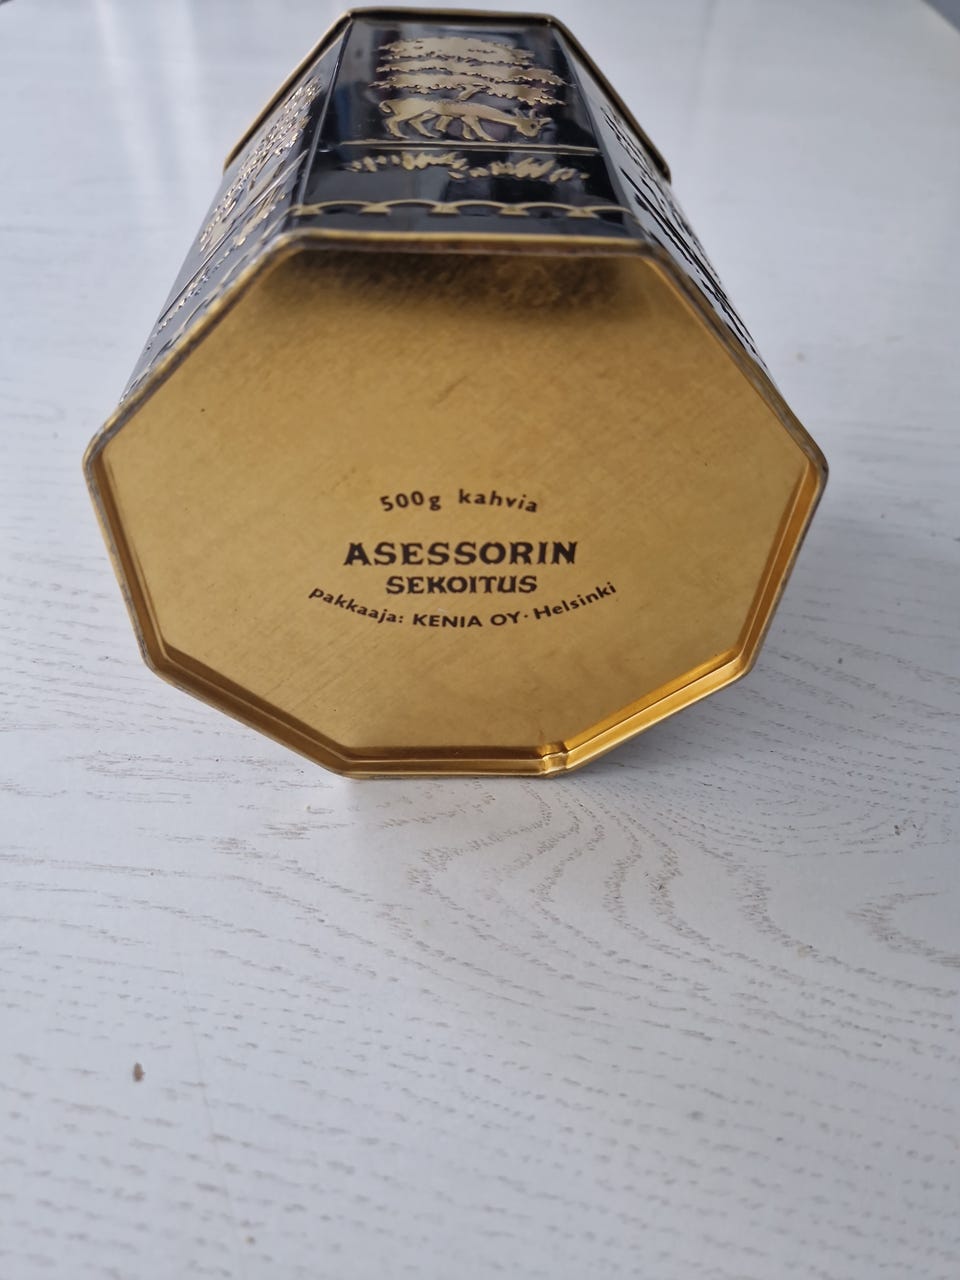 500g kahvia
ASESSORIN
SEKOITUS
pakkaaja: KENIA OY · Helsinki